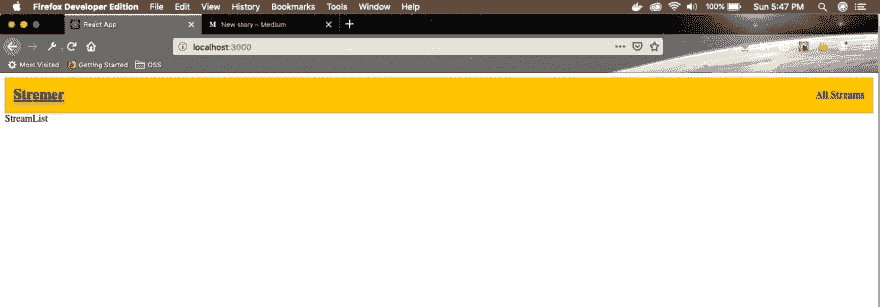 Firefox Developer Edition File Edit View History Bookmarks Tools Window Help 100% Sun 5:47 PM
React App New story – Medium
localhost:3000
Most Visited Getting Started OSS
Stremer All Streams
StreamList